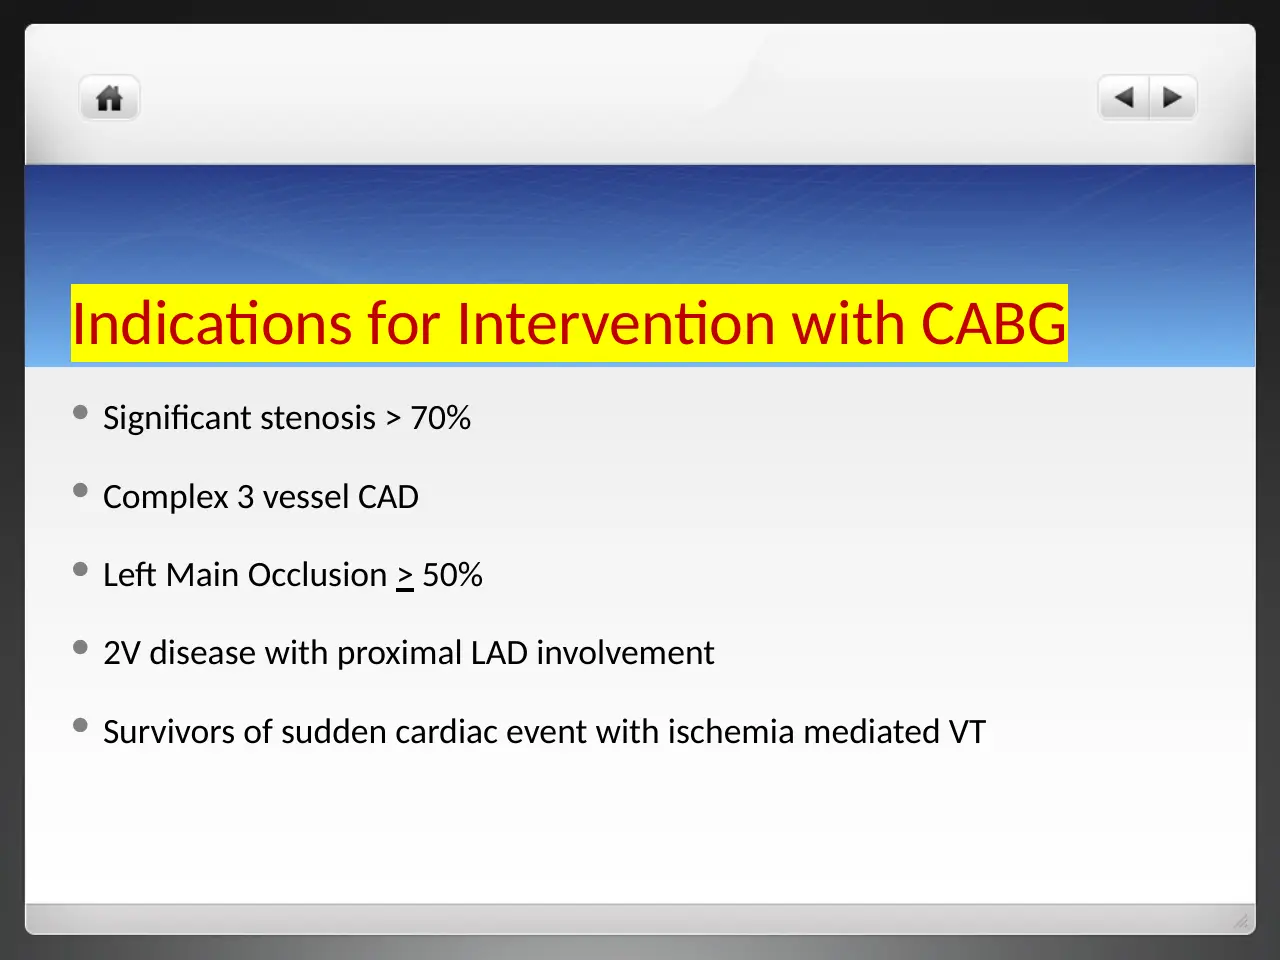 Indications for Intervention with CABG
• Significant stenosis > 70%
• Complex 3 vessel CAD
• Left Main Occlusion > 50%
• 2V disease with proximal LAD involvement
• Survivors of sudden cardiac event with ischemia mediated VT